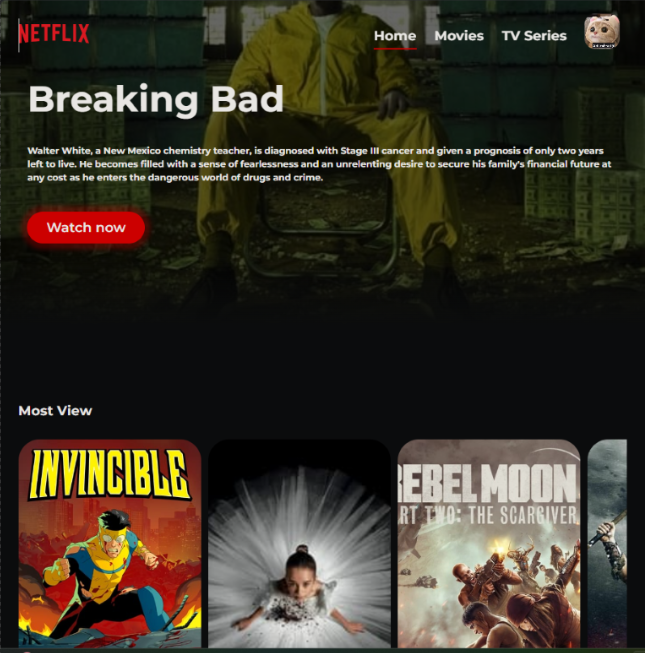 NETFLIX
Home Movies TV Series
Breaking Bad
Walter White, a New Mexico chemistry teacher, is diagnosed with Stage III cancer and given a prognosis of only two years
left to live. He becomes filled with a sense of fearlessness and an unrelenting desire to secure his family's financial future at
any cost as he enters the dangerous world of drugs and crime.
Watch now
Most View
INVINCIBLE
REBEL MOON
RT TWO: THE SCARGIVER